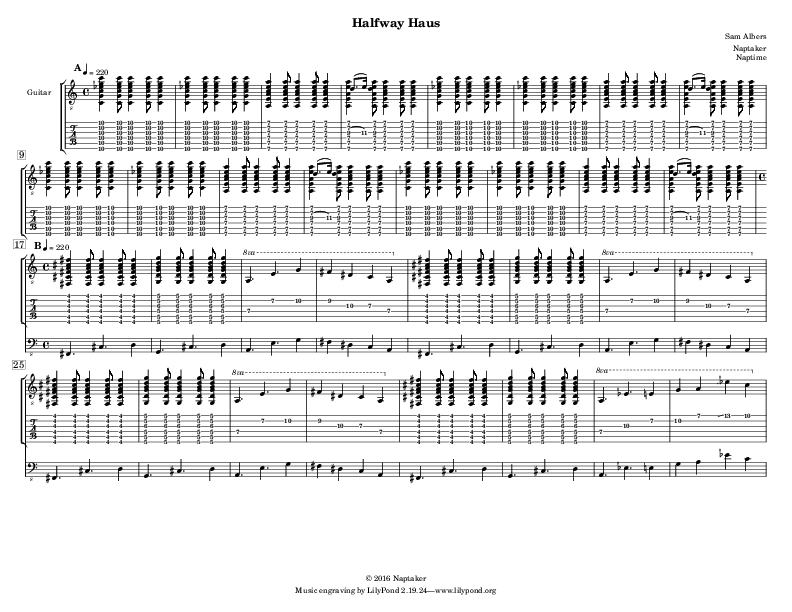 Halfway Haus
Sam Albers
Naptaker
Naptime
A ♩ = 220
Guitar
9
17 B ♩ = 220
8va
8va
25
8va
8va
© 2016 Naptaker
Music engraving by LilyPond 2.19.24—www.lilypond.org